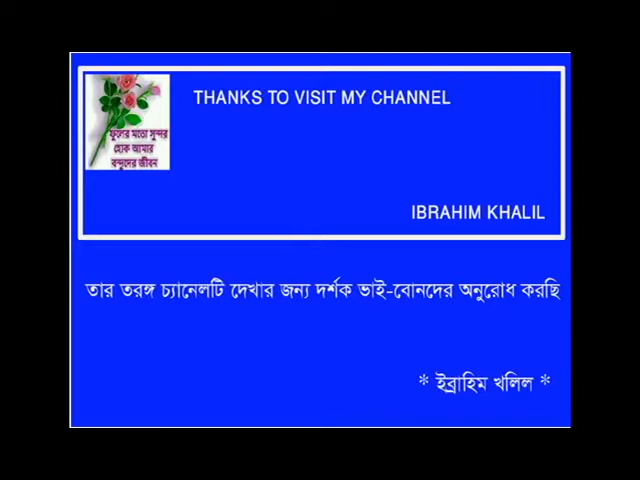 THANKS TO VISIT MY CHANNEL
ফুলের মতো সুন্দর
হোক আমার
বন্দুদের জীবন
IBRAHIM KHALIL
তার তরঙ্গ চ্যানেলটি দেখার জন্য দর্শক ভাই-বোনদের অনুরোধ করছি
* ইব্রাহিম খলিল *